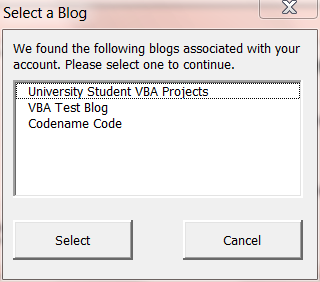 Select a Blog
We found the following blogs associated with your
account. Please select one to continue.
University Student VBA Projects
VBA Test Blog
Codename Code
Select
Cancel